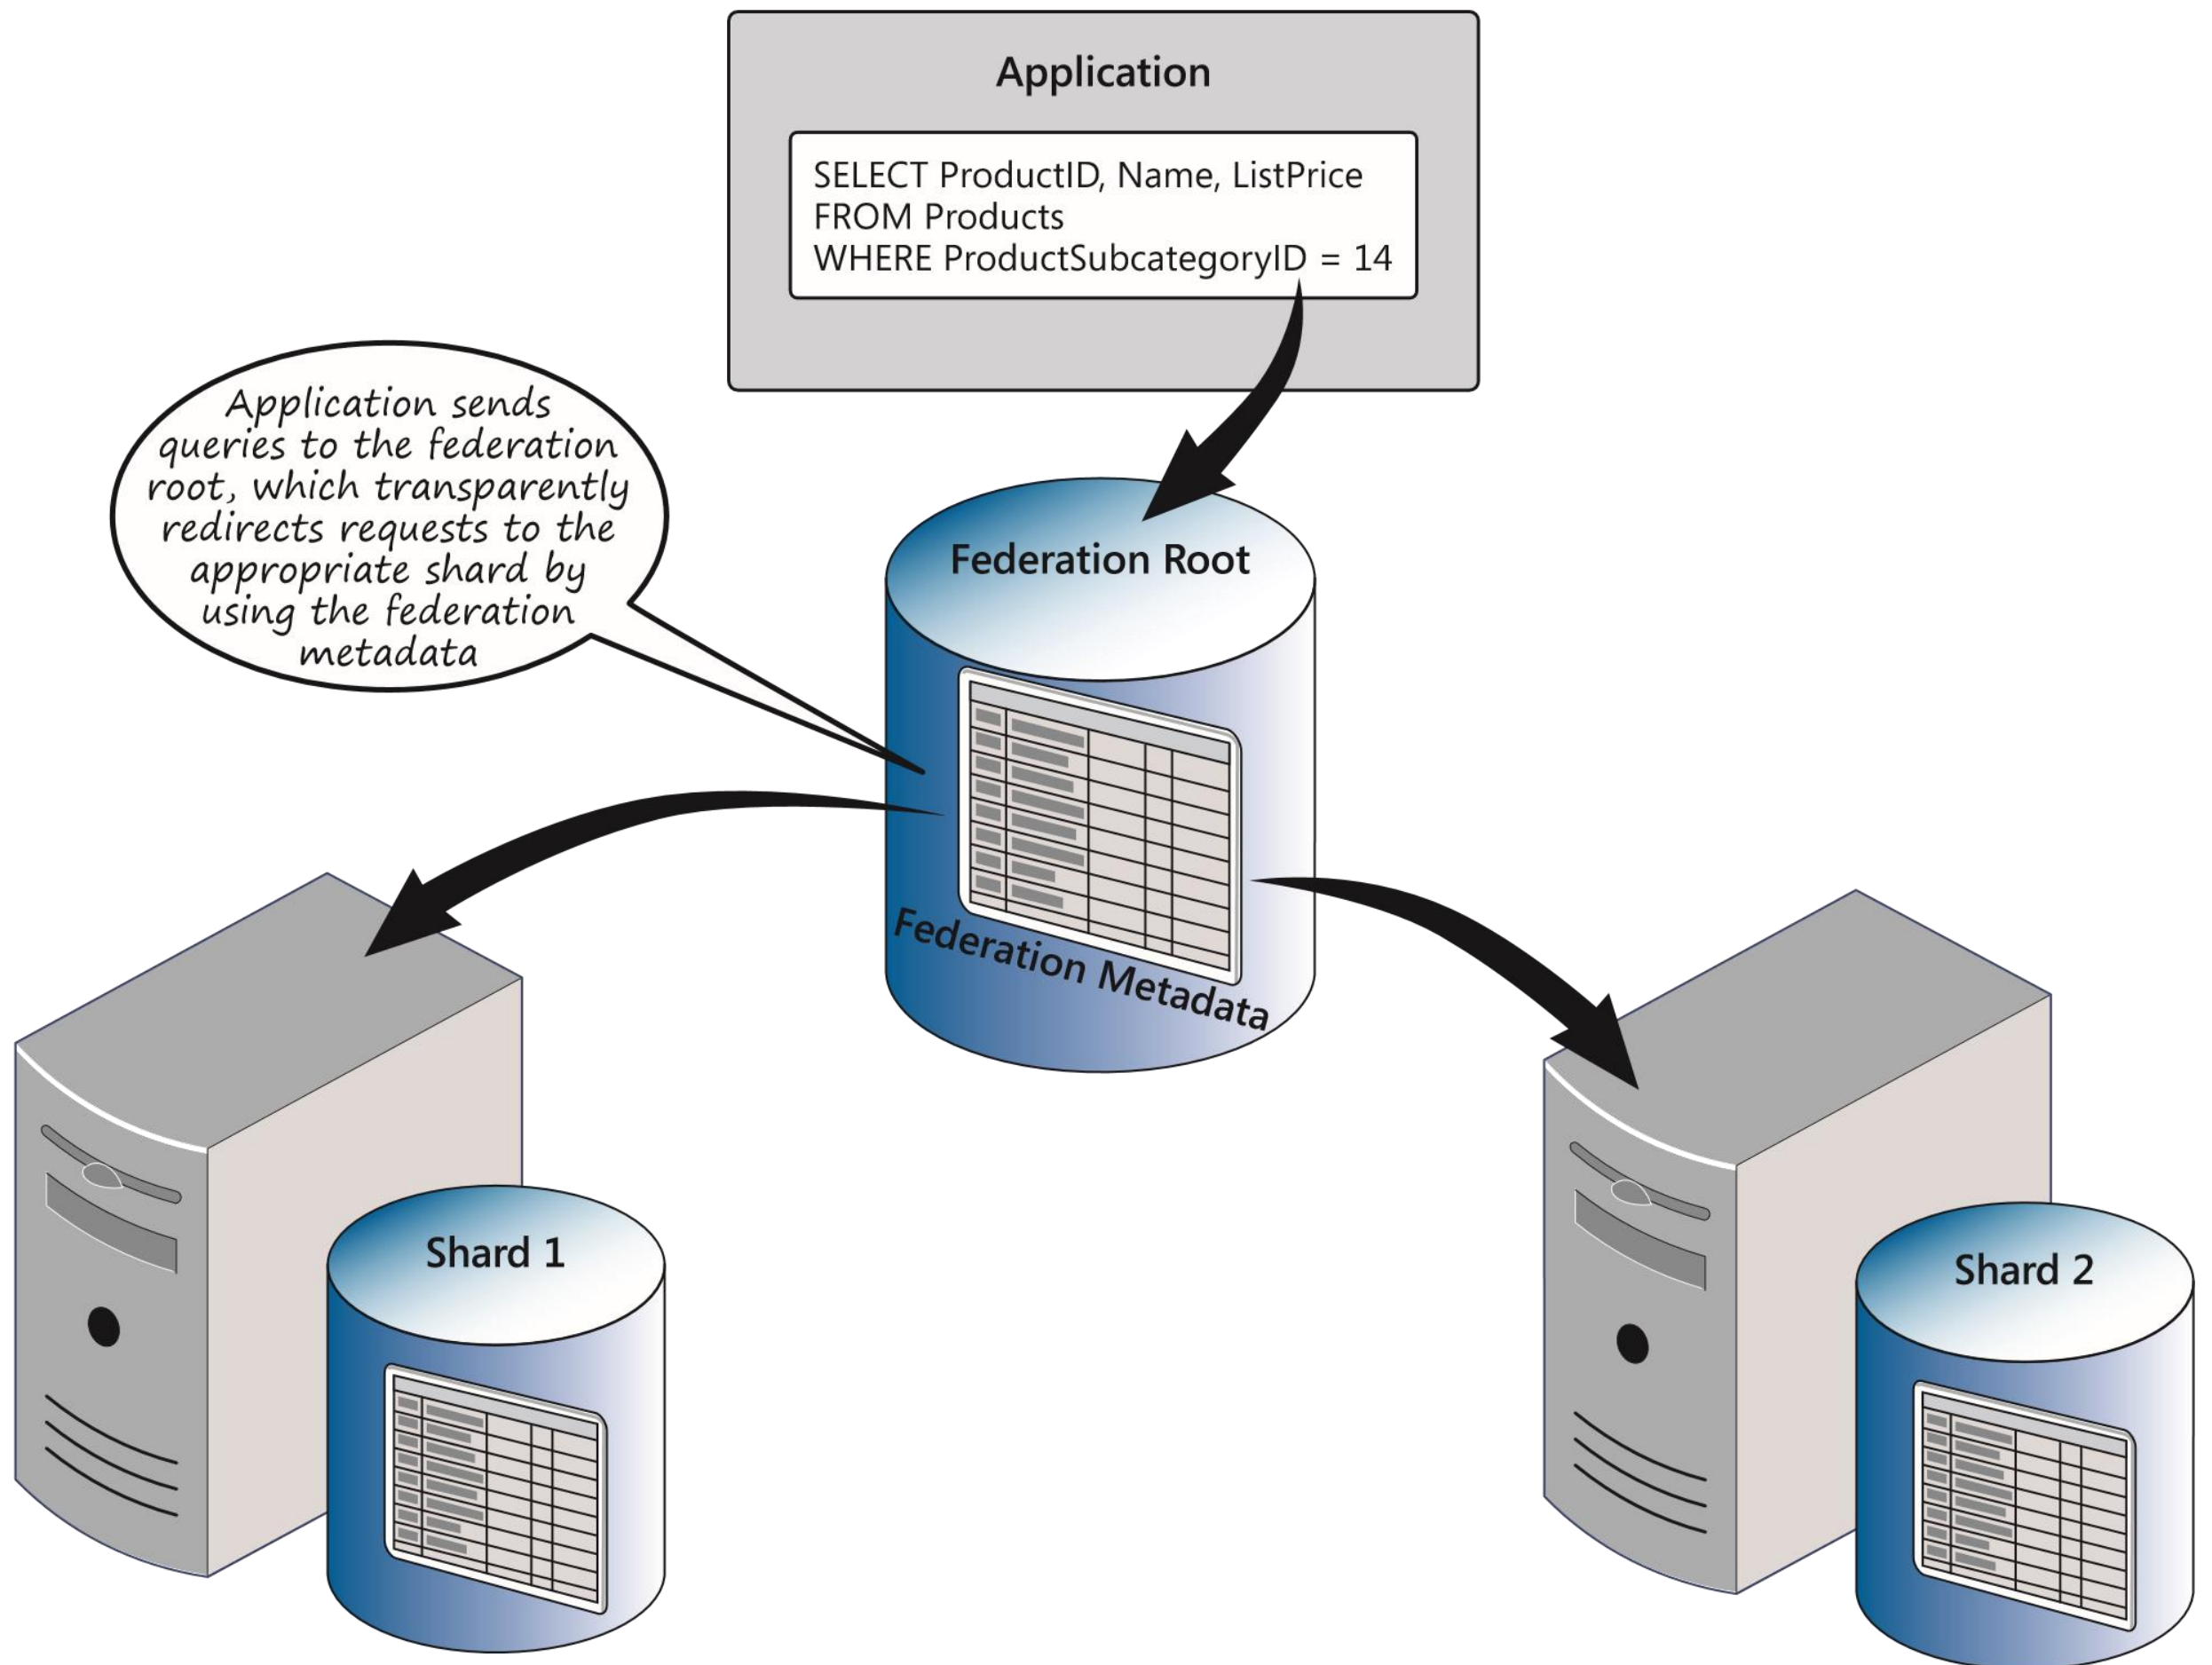 Application
SELECT ProductID, Name, ListPrice
FROM Products
WHERE ProductSubcategoryID = 14
Application sends
queries to the federation
root, which transparently
redirects requests to the
appropriate shard by
using the federation
metadata
Federation Root
Federation Metadata
Shard 1
Shard 2